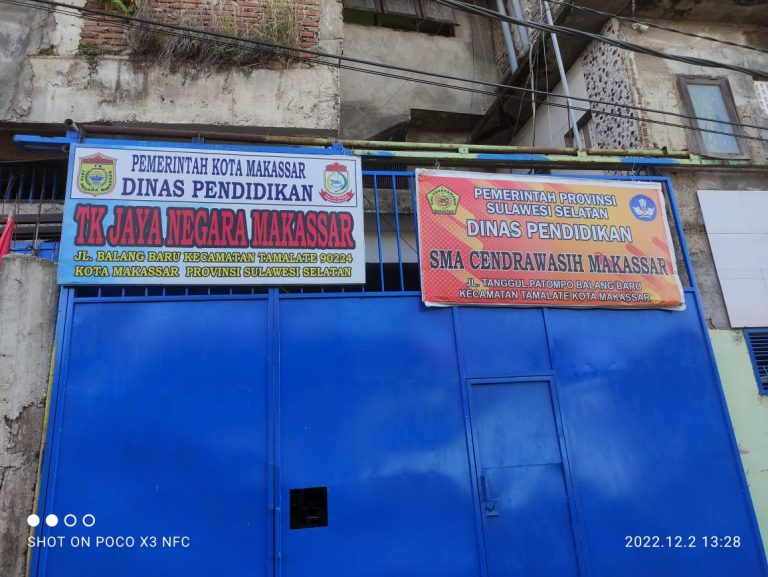 PEMERINTAH KOTA MAKASSAR
DINAS PENDIDIKAN
TK JAYA NEGARA MAKASSAR
JL. BALANG BARU KECAMATAN TAMALATE 90224
KOTA MAKASSAR PROVINSI SULAWESI SELATAN
PEMERINTAH PROVINSI
SULAWESI SELATAN
DINAS PENDIDIKAN
SMA CENDRAWASIH MAKASSAR
JL. TANGGUL PATOMPO BALANG BARU
KECAMATAN TAMALATE KOTA MAKASSAR
SHOT ON POCO X3 NFC
2022.12.2 13:28